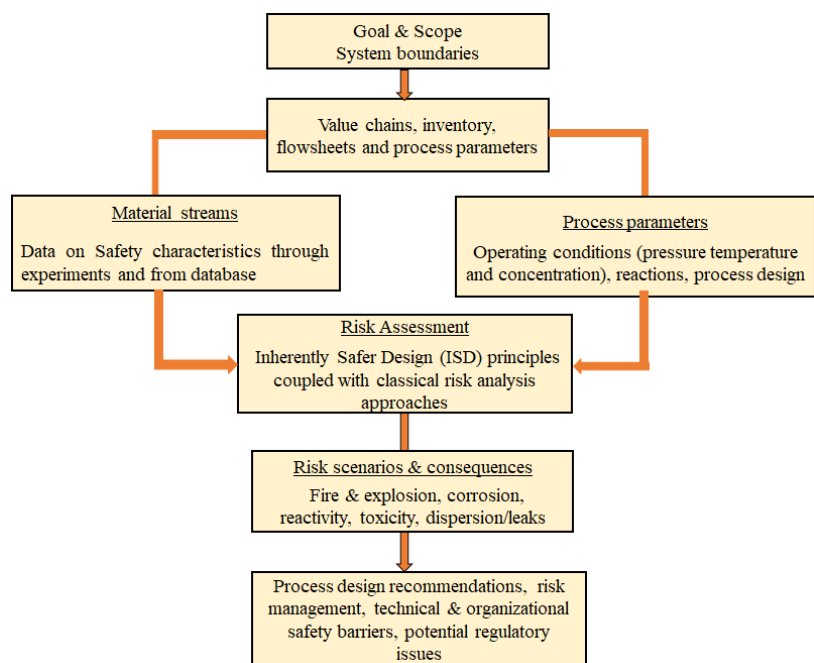 Goal & Scope
System boundaries
Value chains, inventory,
flowsheets and process parameters
Material streams
Data on Safety characteristics through
experiments and from database
Process parameters
Operating conditions (pressure temperature
and concentration), reactions, process design
Risk Assessment
Inherently Safer Design (ISD) principles
coupled with classical risk analysis
approaches
Risk scenarios & consequences
Fire & explosion, corrosion,
reactivity, toxicity, dispersion/leaks
Process design recommendations, risk
management, technical & organizational
safety barriers, potential regulatory
issues